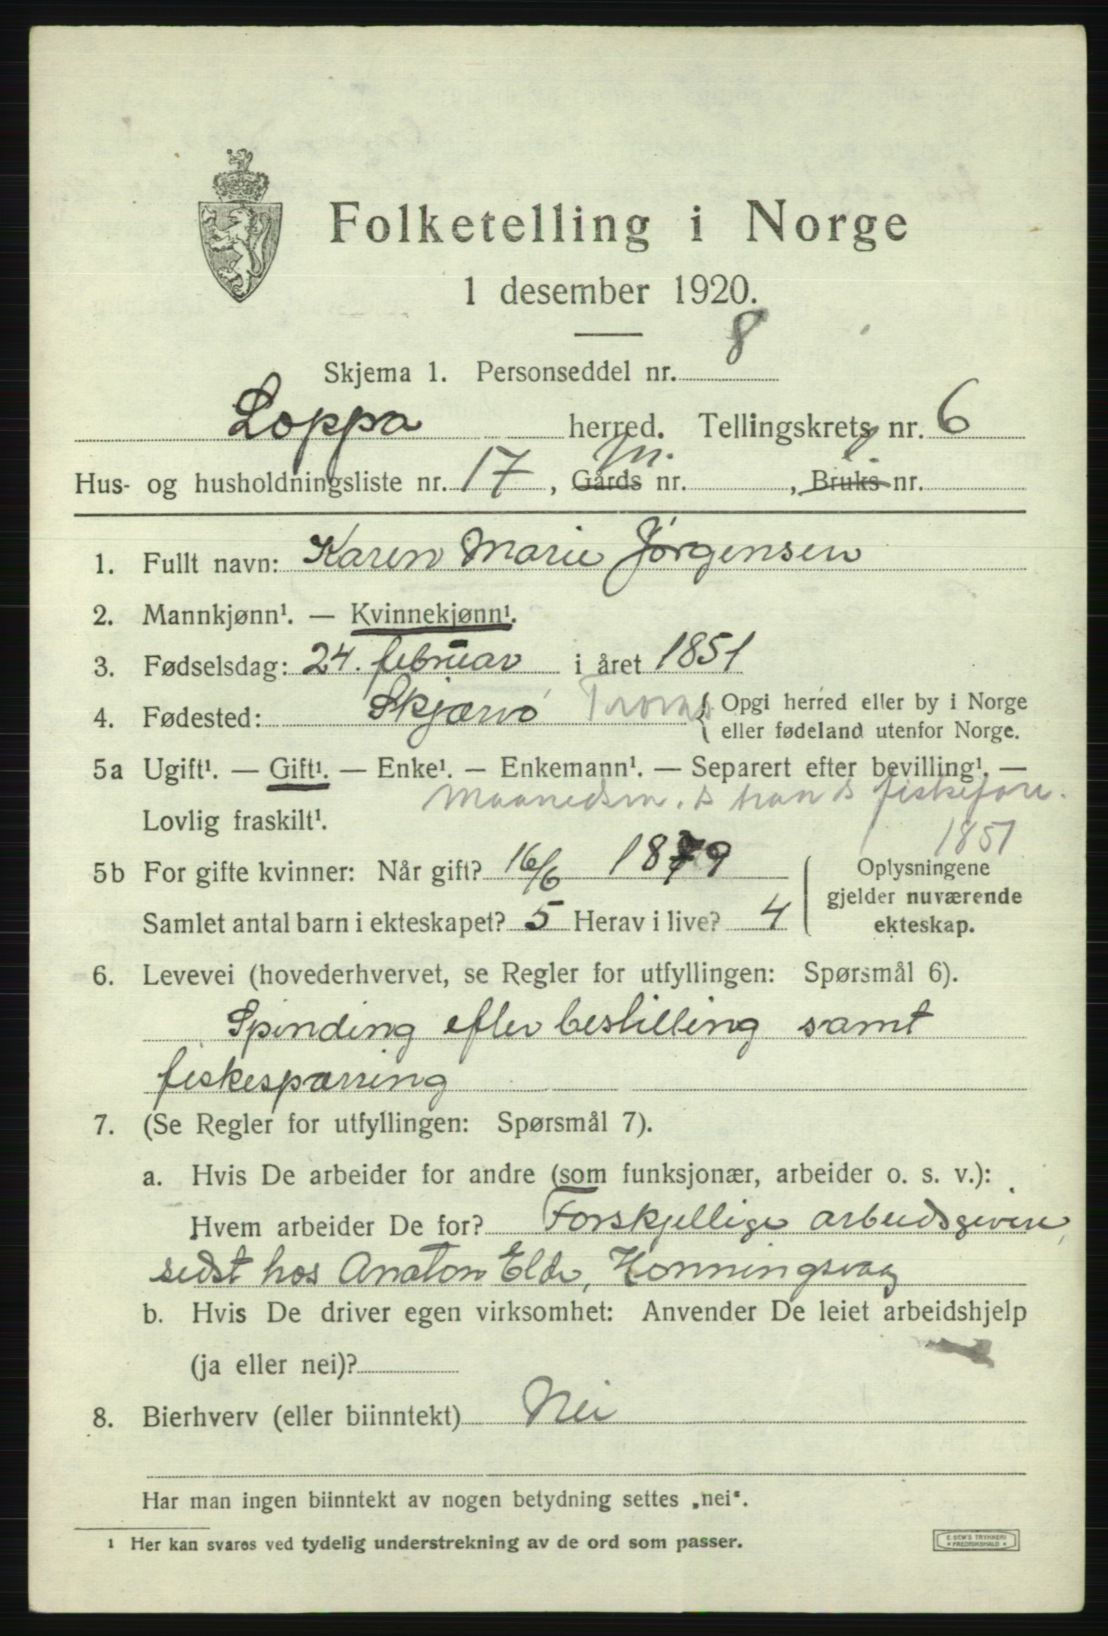 Folketelling i Norge
1 desember 1920.
Skjema 1. Personseddel nr. 8
Loppa herred. Tellingskrets nr. 6
Hus- og husholdningsliste nr. 17, Gårds nr. , Bruks nr.
1. Fullt navn: Karen Marie Jørgensen
2. Mannkjønn¹. — Kvinnekjønn¹.
3. Fødselsdag: 24. februar i året 1851
4. Fødested: Skjærvø Troms { Opgi herred eller by i Norge
eller fødeland utenfor Norge.
5a Ugift¹. — Gift¹. — Enke¹. — Enkemann¹. — Separert efter bevilling¹. —
fiskeforr.
Lovlig fraskilt¹.
1851
5b For gifte kvinner: Når gift? 16/6 1879
Samlet antal barn i ekteskapet? 5 Herav i live? 4
Oplysningene
gjelder nuværende
ekteskap.
6. Levevei (hovederhvervet, se Regler for utfyllingen: Spørsmål 6).
Spinding efter bestilling samt
fiskesparring
7. (Se Regler for utfyllingen: Spørsmål 7).
a. Hvis De arbeider for andre (som funksjonær, arbeider o. s. v.):
Hvem arbeider De for? Forskjellige arbeidsgivere,
sidst hos Anaton Elde, Honningsvaag
b. Hvis De driver egen virksomhet: Anvender De leiet arbeidshjelp
(ja eller nei)?
8. Bierhverv (eller biinntekt) Nei
Har man ingen biinntekt av nogen betydning settes „nei“.
¹ Her kan svares ved tydelig understrekning av de ord som passer.
E. SEM'S TRYKKERI
FREDRIKSHALD